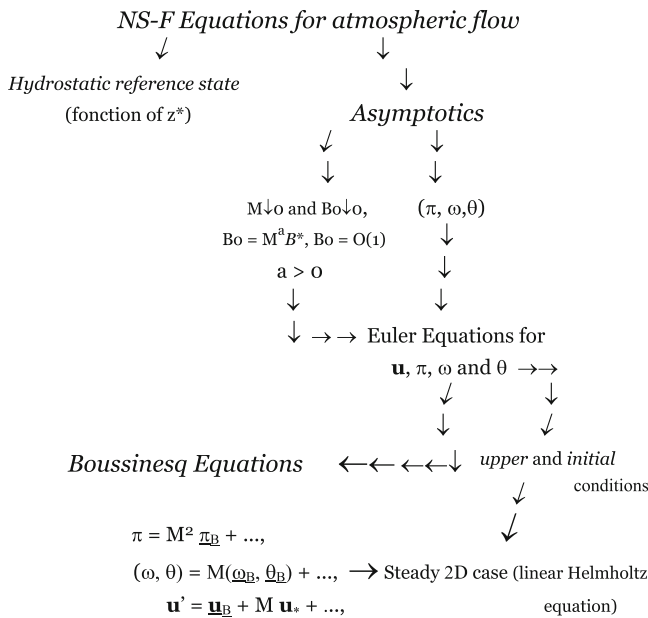 NS-F Equations for atmospheric flow
Hydrostatic reference state
(fonction of z*)
Asymptotics
M↓0 and Bo↓0,
(π, ω,θ)
Bo = MᵃB*, Bo = O(1)
a > 0
→→ Euler Equations for
u, π, ω and θ →→
Boussinesq Equations ←←←←↓
upper and initial
conditions
π = M² π_B + ...,
(ω, θ) = M(ω_B, θ_B) + ..., → Steady 2D case (linear Helmholtz
u' = u_B + M u* + ...,
equation)